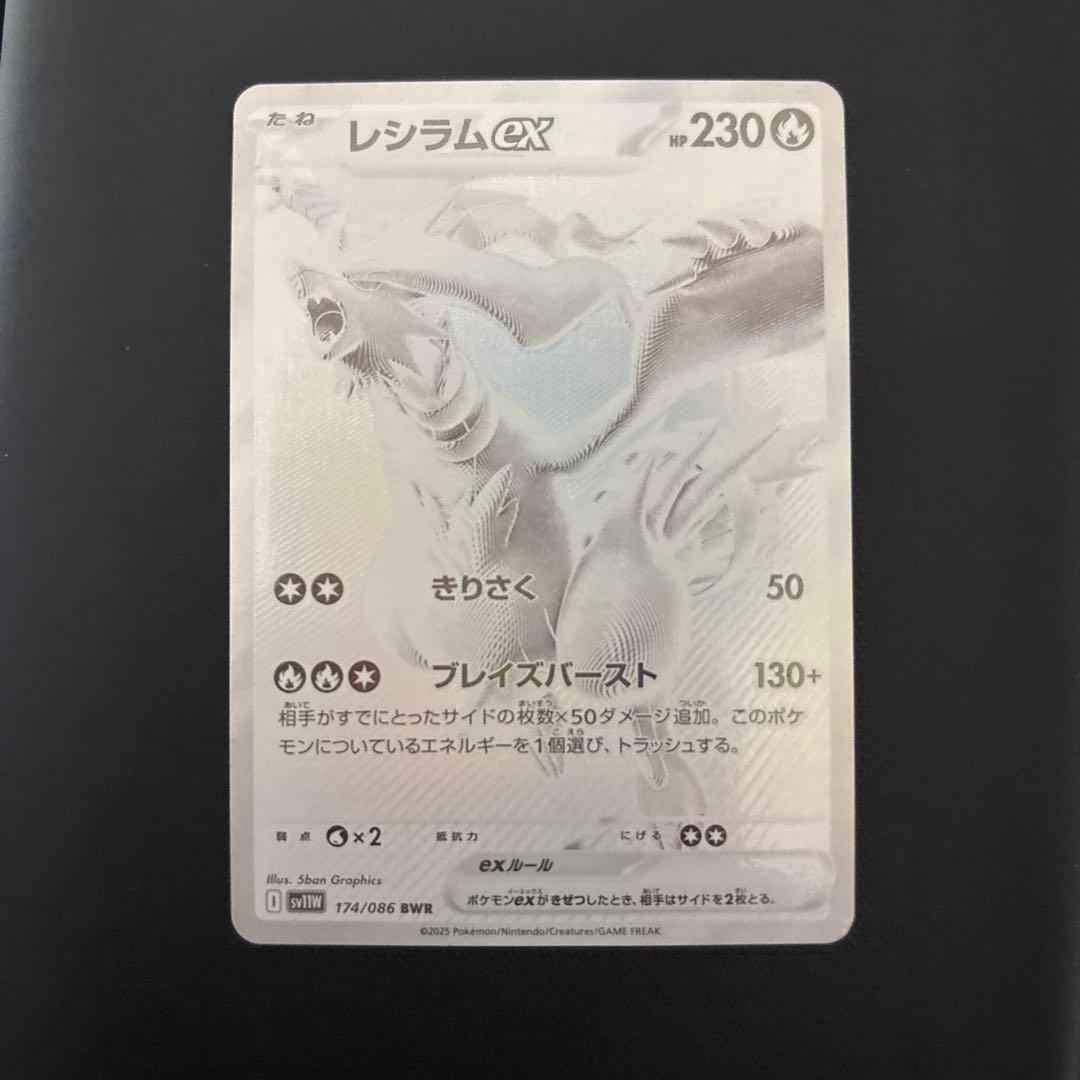 たね
レシラムex
HP230
きりさく 50
ブレイズバースト 130+
相手がすでにとったサイドの枚数×50ダメージ追加。このポケ
モンについているエネルギーを1個選び、トラッシュする。
弱点 ×2 抵抗力 にげる
exルール
ポケモンexがきぜつしたとき、相手はサイドを2枚とる。
Illus. 5ban Graphics
I sv11W 174/086 BWR
©2025 Pokémon/Nintendo/Creatures/GAME FREAK.